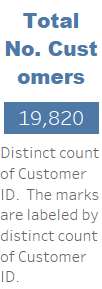 Total
No. Cust
omers
19,820
Distinct count
of Customer
ID. The marks
are labeled by
distinct count
of Customer
ID.